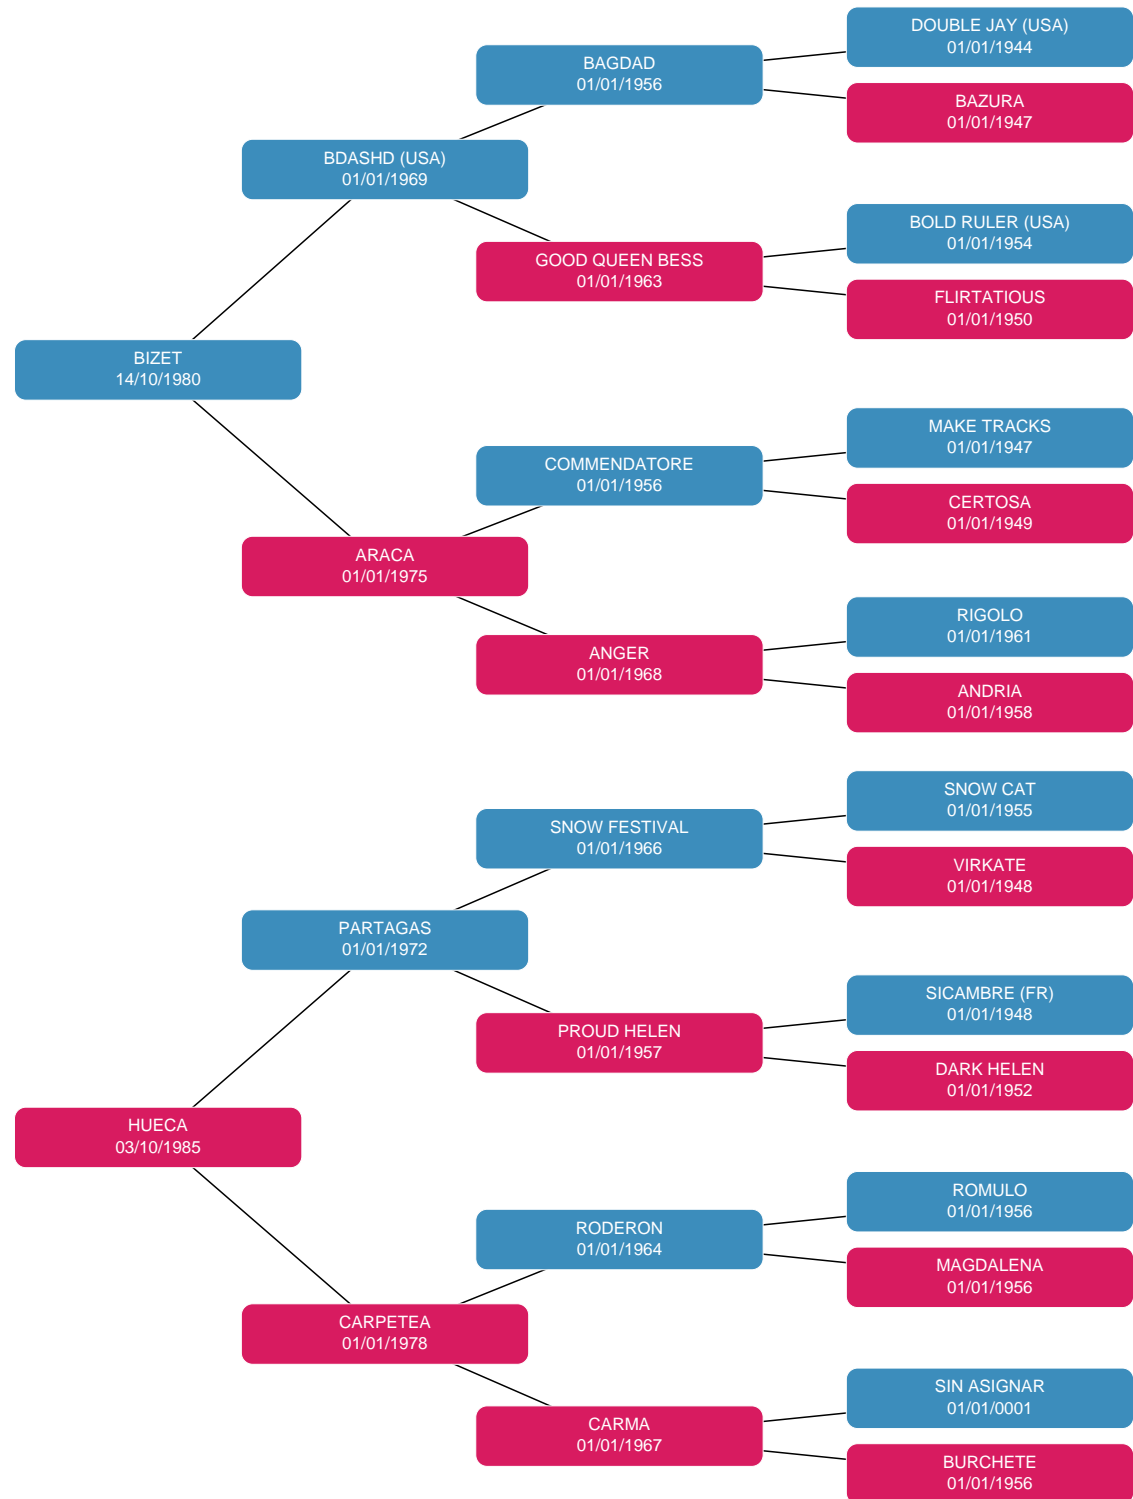 DOUBLE JAY (USA)
01/01/1944
BAGDAD
01/01/1956
BAZURA
01/01/1947
BDASHD (USA)
01/01/1969
BOLD RULER (USA)
01/01/1954
GOOD QUEEN BESS
01/01/1963
FLIRTATIOUS
01/01/1950
BIZET
14/10/1980
MAKE TRACKS
01/01/1947
COMMENDATORE
01/01/1956
CERTOSA
01/01/1949
ARACA
01/01/1975
RIGOLO
01/01/1961
ANGER
01/01/1968
ANDRIA
01/01/1958
SNOW CAT
01/01/1955
SNOW FESTIVAL
01/01/1966
VIRKATE
01/01/1948
PARTAGAS
01/01/1972
SICAMBRE (FR)
01/01/1948
PROUD HELEN
01/01/1957
DARK HELEN
01/01/1952
HUECA
03/10/1985
ROMULO
01/01/1956
RODERON
01/01/1964
MAGDALENA
01/01/1956
CARPETEA
01/01/1978
SIN ASIGNAR
01/01/0001
CARMA
01/01/1967
BURCHETE
01/01/1956